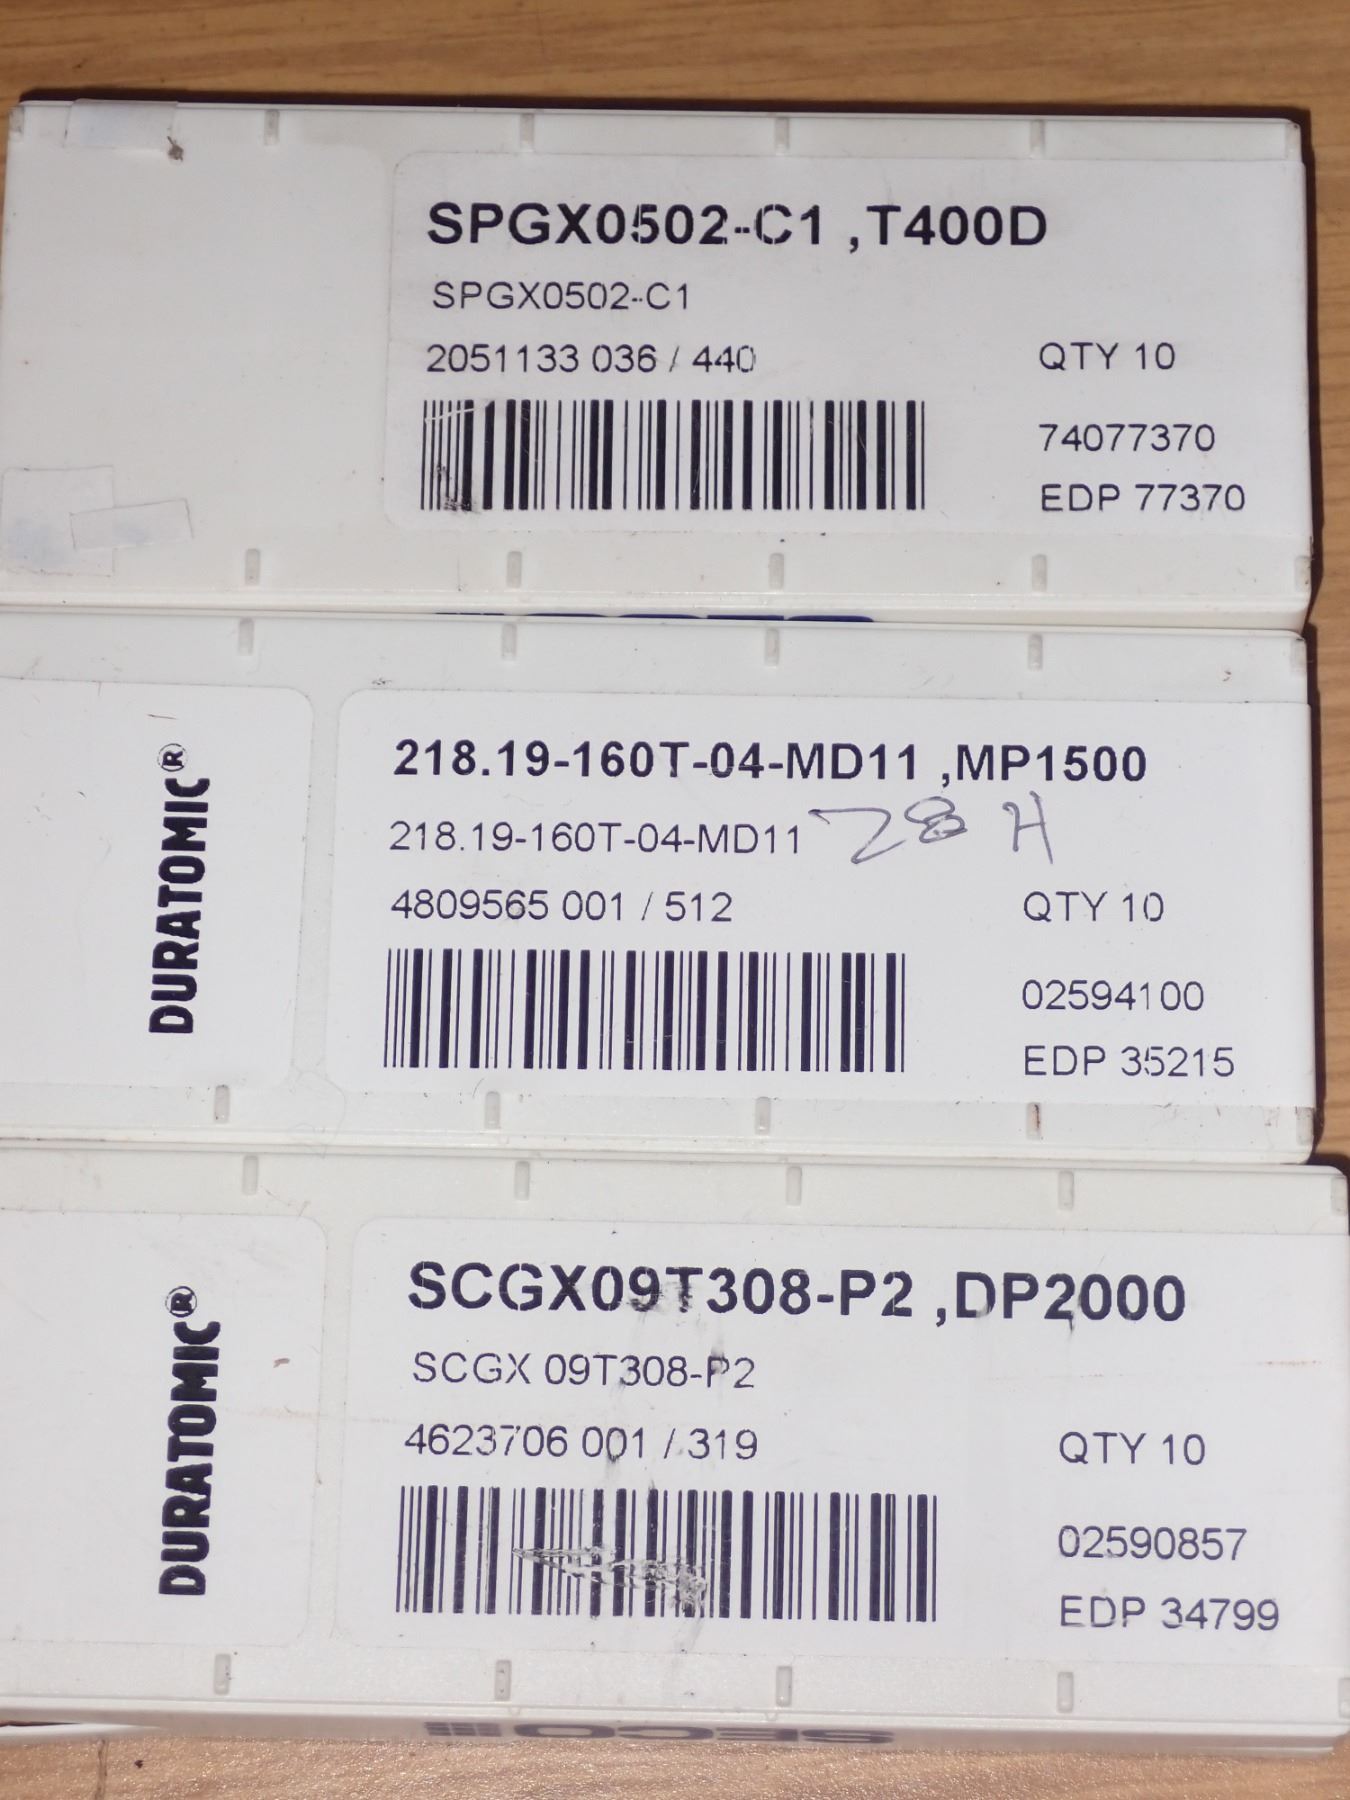 SPGX0502-C1 ,T400D
SPGX0502-C1
2051133 036 / 440
QTY 10
74077370
EDP 77370
DURATOMIC®
218.19-160T-04-MD11 ,MP1500
218.19-160T-04-MD11
28 H
4809565 001 / 512
QTY 10
02594100
EDP 35215
DURATOMIC®
SCGX09T308-P2 ,DP2000
SCGX 09T308-P2
4623706 001 / 319
QTY 10
02590857
EDP 34799
SECO